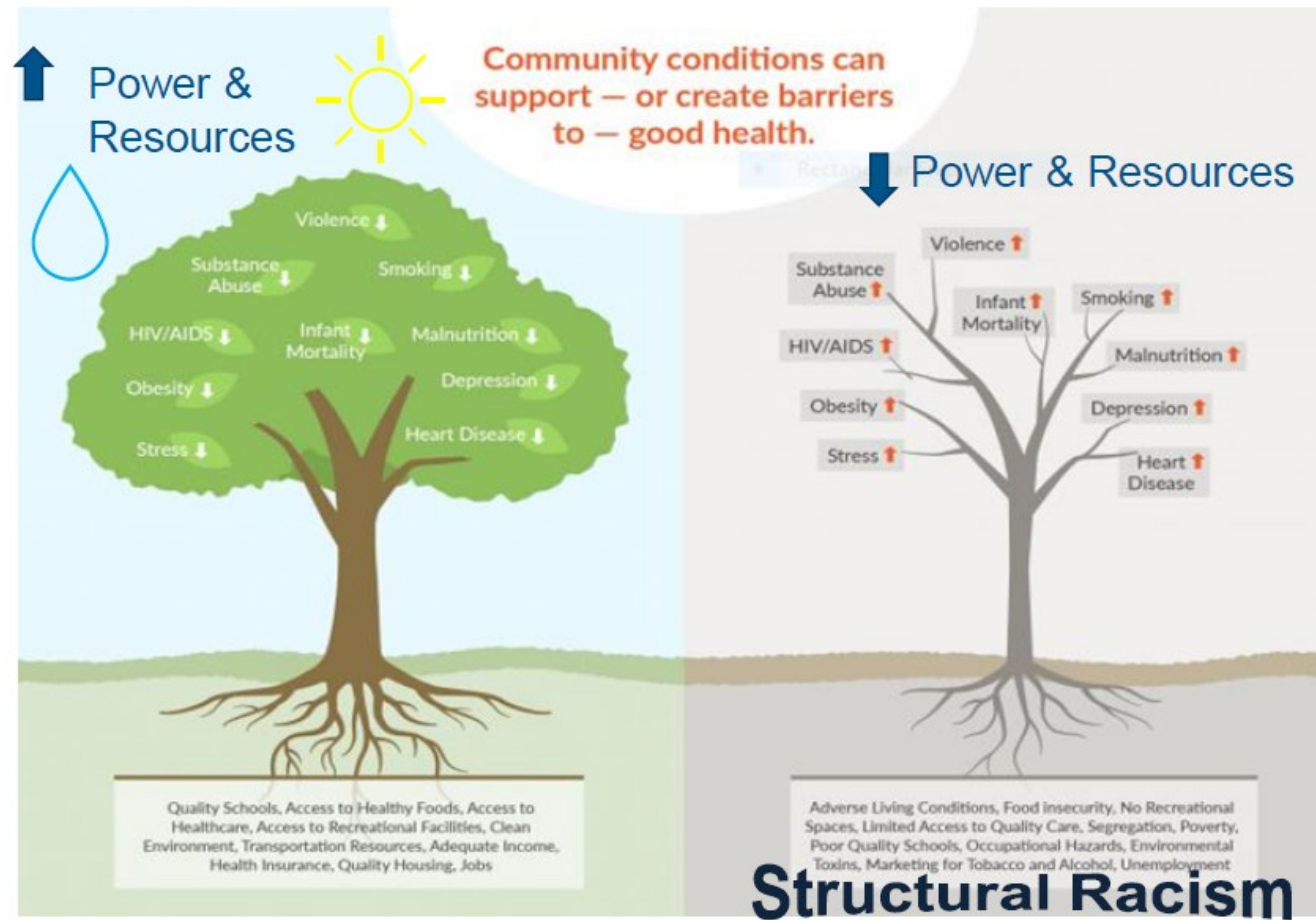 Community conditions can
support — or create barriers
to — good health.
⬆ Power &
Resources
Violence ⬇
Substance
Abuse ⬇
Smoking ⬇
HIV/AIDS ⬇
Infant ⬇
Mortality
Malnutrition ⬇
Obesity ⬇
Depression ⬇
Stress ⬇
Heart Disease ⬇
Quality Schools, Access to Healthy Foods, Access to
Healthcare, Access to Recreational Facilities, Clean
Environment, Transportation Resources, Adequate Income,
Health Insurance, Quality Housing, Jobs
⬇ Power & Resources
Violence ⬆
Substance
Abuse ⬆
Infant ⬆
Mortality
Smoking ⬆
HIV/AIDS ⬆
Malnutrition ⬆
Obesity ⬆
Depression ⬆
Stress ⬆
Heart ⬆
Disease
Adverse Living Conditions, Food insecurity, No Recreational
Spaces, Limited Access to Quality Care, Segregation, Poverty,
Poor Quality Schools, Occupational Hazards, Environmental
Toxins, Marketing for Tobacco and Alcohol, Unemployment
Structural Racism